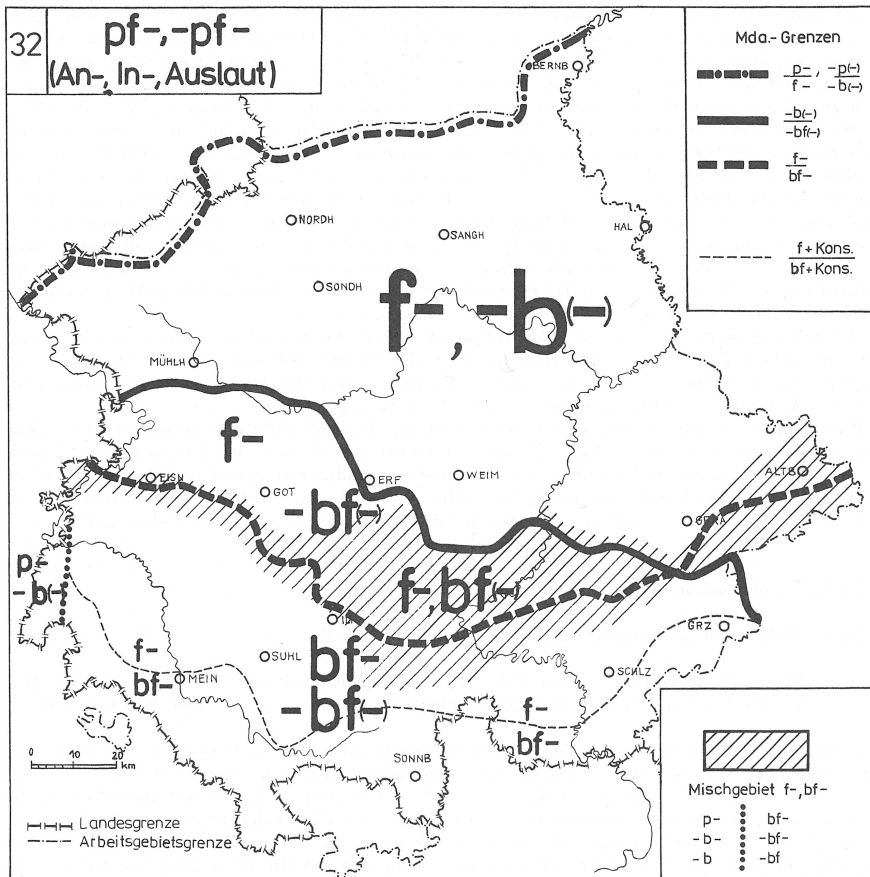 32
pf-,-pf-
(An-, In-, Auslaut)
Mda.- Grenzen
p- , -p(-)
f- -b(-)
-b(-)
-bf(-)
f-
bf-
f + Kons.
bf + Kons.
BERNB
NORDH
SANGH
HAL
SONDH
f-, -b(-)
MÜHLH
f-
EISN
GOT
ERF
WEIM
ALTB
GERA
-bf(-)
p-
-b(-)
f-,bf(-)
GRZ
f-
bf-
MEIN
SUHL
bf-
-bf(-)
SCHLZ
f-
bf-
SONNB
0 10 20
km
Landesgrenze
Arbeitsgebietsgrenze
Mischgebiet f-,bf-
p- bf-
-b- -bf-
-b -bf